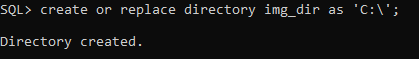 SQL> create or replace directory img_dir as 'C:\';
Directory created.